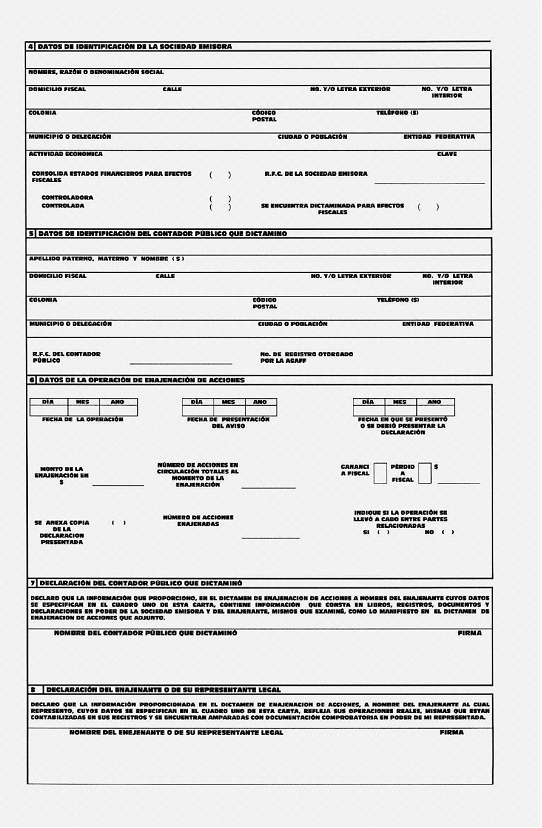 4 DATOS DE IDENTIFICACIÓN DE LA SOCIEDAD EMISORA
NOMBRE, RAZÓN O DENOMINACIÓN SOCIAL
DOMICILIO FISCAL CALLE NO. Y/O LETRA EXTERIOR NO. Y/O LETRA
INTERIOR
COLONIA CÓDIGO TELÉFONO (S)
POSTAL
MUNICIPIO O DELEGACIÓN CIUDAD O POBLACIÓN ENTIDAD FEDERATIVA
ACTIVIDAD ECONOMICA CLAVE
CONSOLIDA ESTADOS FINANCIEROS PARA EFECTOS ( ) R.F.C. DE LA SOCIEDAD EMISORA
FISCALES
CONTROLADORA ( )
CONTROLADA ( ) SE ENCUENTRA DICTAMINADA PARA EFECTOS ( )
FISCALES
5 DATOS DE IDENTIFICACIÓN DEL CONTADOR PÚBLICO QUE DICTAMINO
APELLIDO PATERNO, MATERNO Y NOMBRE ( S )
DOMICILIO FISCAL CALLE NO. Y/O LETRA EXTERIOR NO. Y/O LETRA
INTERIOR
COLONIA CÓDIGO TELÉFONO (S)
POSTAL
MUNICIPIO O DELEGACIÓN CIUDAD O POBLACIÓN ENTIDAD FEDERATIVA
R.F.C. DEL CONTADOR No. DE REGISTRO OTORGADO
PÚBLICO POR LA AGAFF
6 DATOS DE LA OPERACIÓN DE ENAJENACIÓN DE ACCIONES
DÍA MES ANO DÍA MES ANO DÍA MES ANO
FECHA DE LA OPERACIÓN FECHA DE PRESENTACIÓN FECHA EN QUE SE PRESENTÓ
DEL AVISO O SE DEBIÓ PRESENTAR LA
DECLARACIÓN
MONTO DE LA NÚMERO DE ACCIONES EN GANANCI PÉRDID $
ENAJENACIÓN EN CIRCULACIÓN TOTALES AL A FISCAL A
$ MOMENTO DE LA FISCAL
ENAJENACIÓN
INDIQUE SI LA OPERACIÓN SE
SE ANEXA COPIA ( ) NÚMERO DE ACCIONES LLEVÓ A CABO ENTRE PARTES
DE LA ENAJENADAS RELACIONADAS
DECLARACION SI ( ) NO ( )
PRESENTADA
7 DECLARACIÓN DEL CONTADOR PÚBLICO QUE DICTAMINÓ
DECLARO QUE LA INFORMACIÓN QUE PROPORCIONO, EN EL DICTAMEN DE ENAJENACION DE ACCIONES A NOMBRE DEL ENAJENANTE CUYOS DATOS
SE ESPECIFICAN EN EL CUADRO UNO DE ESTA CARTA, CONTIENE INFORMACIÓN QUE CONSTA EN LIBROS, REGISTROS, DOCUMENTOS Y
DECLARACIONES EN PODER DE LA SOCIEDAD EMISORA Y DEL ENAJENANTE, MISMOS QUE EXAMINÉ, COMO LO MANIFIESTO EN EL DICTAMEN DE
ENAJENACIÓN DE ACCIONES QUE ADJUNTO.
NOMBRE DEL CONTADOR PÚBLICO QUE DICTAMINÓ FIRMA
8 DECLARACIÓN DEL ENAJENANTE O DE SU REPRESENTANTE LEGAL
DECLARO QUE LA INFORMACIÓN PROPORCIONADA EN EL DICTAMEN DE ENAJENACION DE ACCIONES, A NOMBRE DEL ENAJENANTE AL CUAL
REPRESENTO, CUYOS DATOS SE ESPECIFICAN EN EL CUADRO UNO DE ESTA CARTA, REFLEJA SUS OPERACIONES REALES, MISMAS QUE ESTAN
CONTABILIZADAS EN SUS REGISTROS Y SE ENCUENTRAN AMPARADAS CON DOCUMENTACIÓN COMPROBATORIA EN PODER DE MI REPRESENTADA.
NOMBRE DEL ENEJENANTE O DE SU REPRESENTANTE LEGAL FIRMA